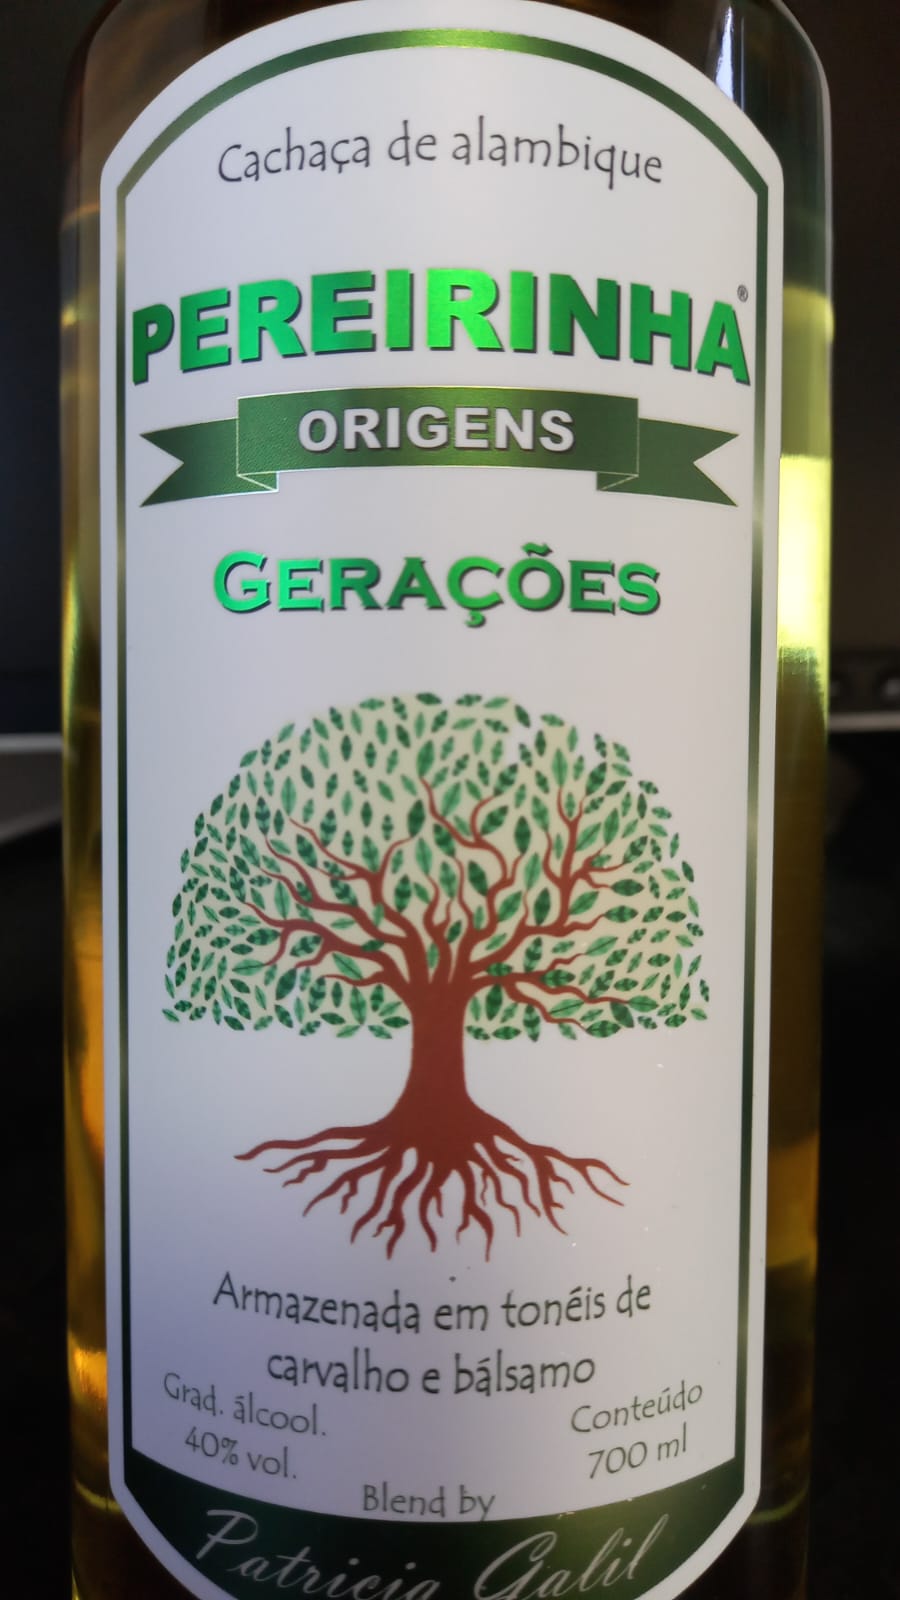 Cachaça de alambique
PEREIRINHA®
ORIGENS
GERAÇÕES
Armazenada em tonéis de
carvalho e bálsamo
Grad. álcool.
40% vol.
Conteúdo
700 ml
Blend by
Patricia Galil